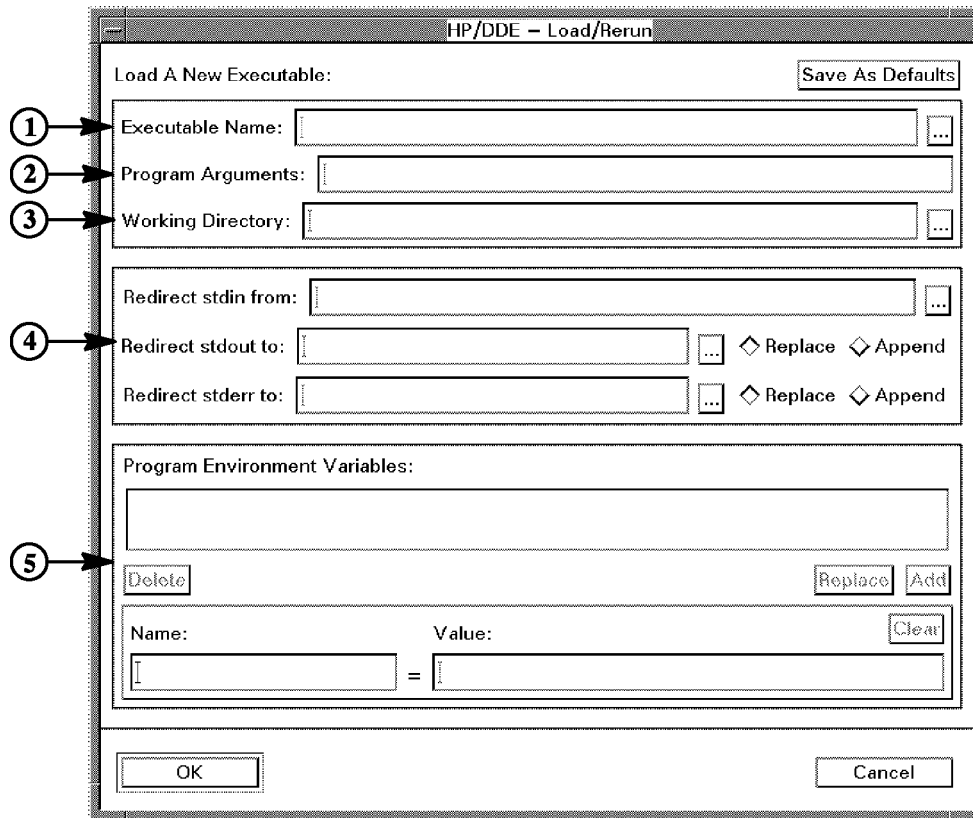 HP/DDE – Load/Rerun
Load A New Executable:
Save As Defaults
1
Executable Name:
...
2
Program Arguments:
3
Working Directory:
...
Redirect stdin from:
...
4
Redirect stdout to:
...
Replace
Append
Redirect stderr to:
...
Replace
Append
Program Environment Variables:
5
Delete
Replace
Add
Name:
Value:
Clear
=
OK
Cancel